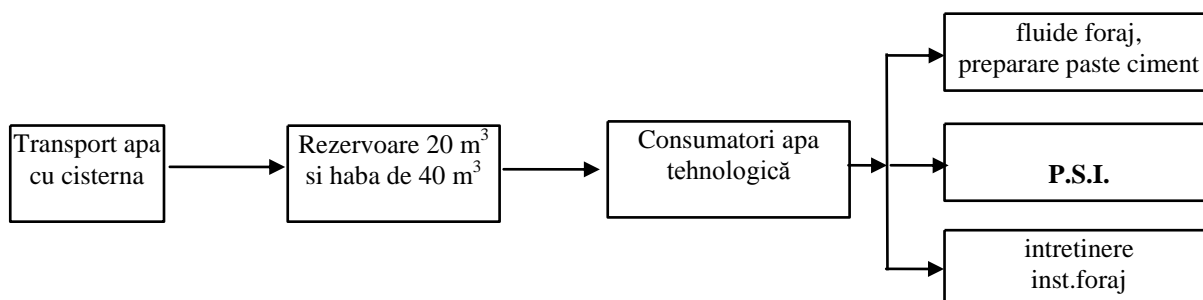 Transport apa
cu cisterna
Rezervoare 20 m³
si haba de 40 m³
Consumatori apa
tehnologică
fluide foraj,
preparare paste ciment
P.S.I.
intretinere
inst.foraj